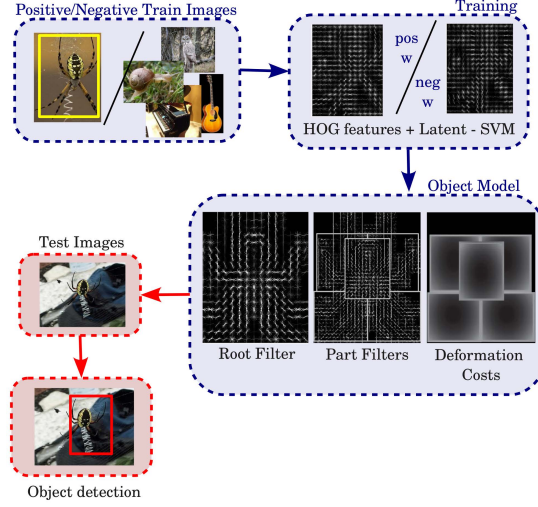 Positive/Negative Train Images
Training
pos
w
neg
w
HOG features + Latent - SVM
Object Model
Test Images
Root Filter
Part Filters
Deformation
Costs
Object detection